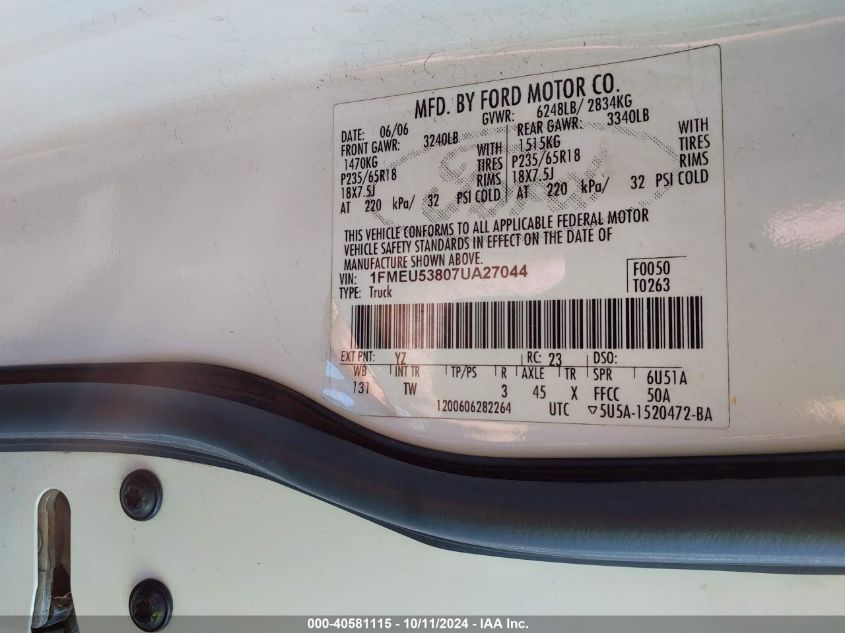 MFD. BY FORD MOTOR CO.
DATE: 06/06 GVWR: 6248LB/ 2834KG
FRONT GAWR: 3240LB REAR GAWR: 3340LB
1470KG WITH 1515KG WITH
P235/65R18 TIRES P235/65R18 TIRES
18X7.5J RIMS 18X7.5J RIMS
AT 220 kPa/ 32 PSI COLD AT 220 kPa/ 32 PSI COLD
Ford
THIS VEHICLE CONFORMS TO ALL APPLICABLE FEDERAL MOTOR
VEHICLE SAFETY STANDARDS IN EFFECT ON THE DATE OF
MANUFACTURE SHOWN ABOVE.
VIN: 1FMEU53807UA27044 F0050
TYPE: Truck T0263
EXT PNT: YZ RC: 23 DSO:
WB INT TR TP/PS R AXLE TR SPR 6U51A
131 TW 3 45 X FFCC 50A
1200606282264 UTC ▽5U5A-1520472-BA
000-40581115 - 10/11/2024 - IAA Inc.